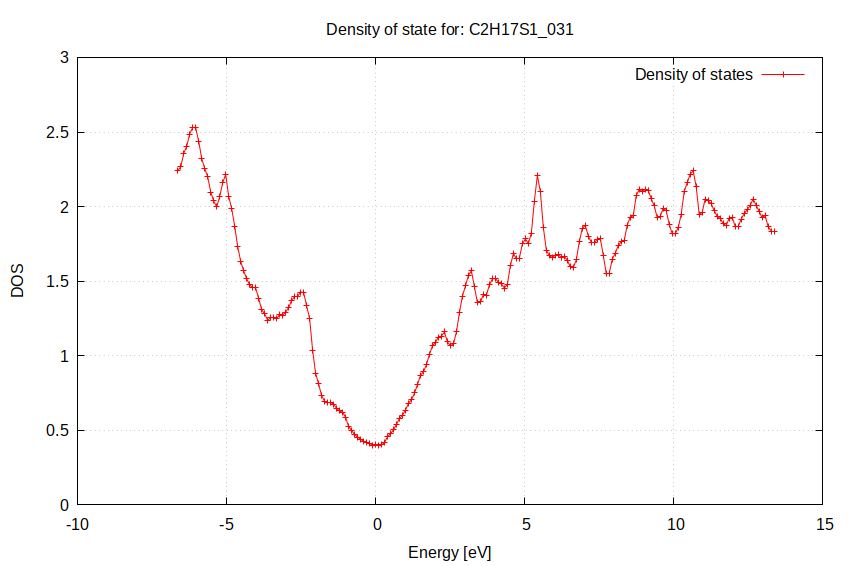 Density of state for: C2H17S1_031
Density of states
3
2.5
2
1.5
1
0.5
0
DOS
-10 -5 0 5 10 15
Energy [eV]